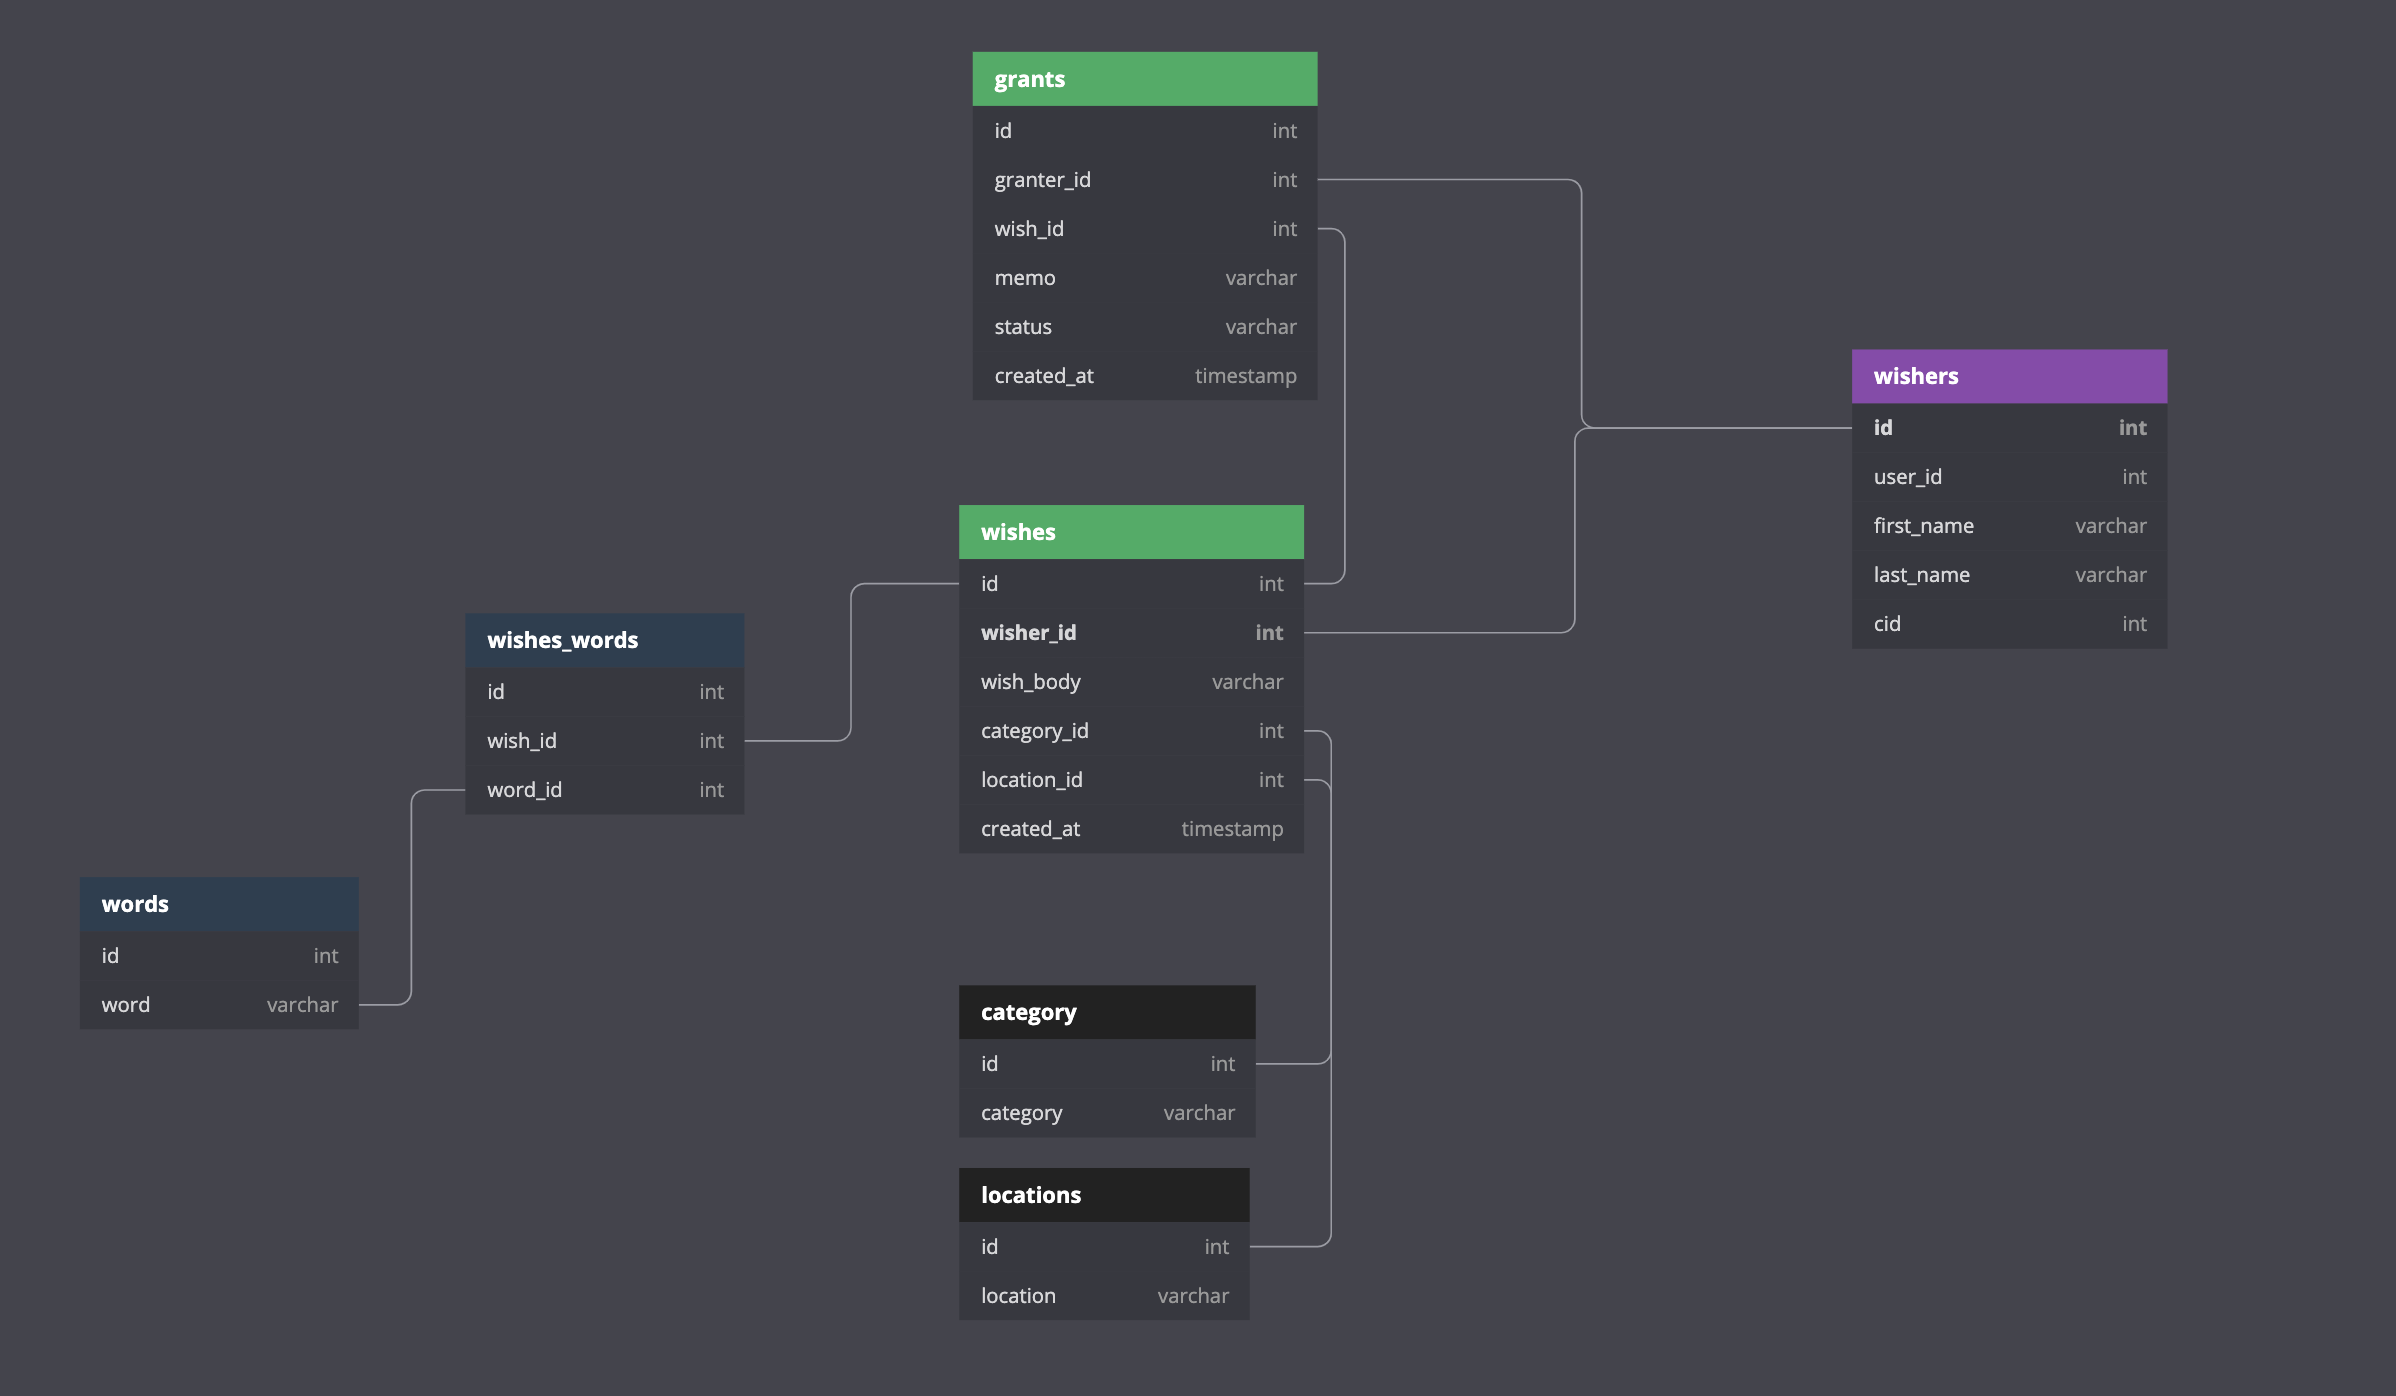 grants
id int
granter_id int
wish_id int
memo varchar
status varchar
created_at timestamp
wishers
id int
user_id int
first_name varchar
last_name varchar
cid int
wishes
id int
wisher_id int
wish_body varchar
category_id int
location_id int
created_at timestamp
wishes_words
id int
wish_id int
word_id int
words
id int
word varchar
category
id int
category varchar
locations
id int
location varchar